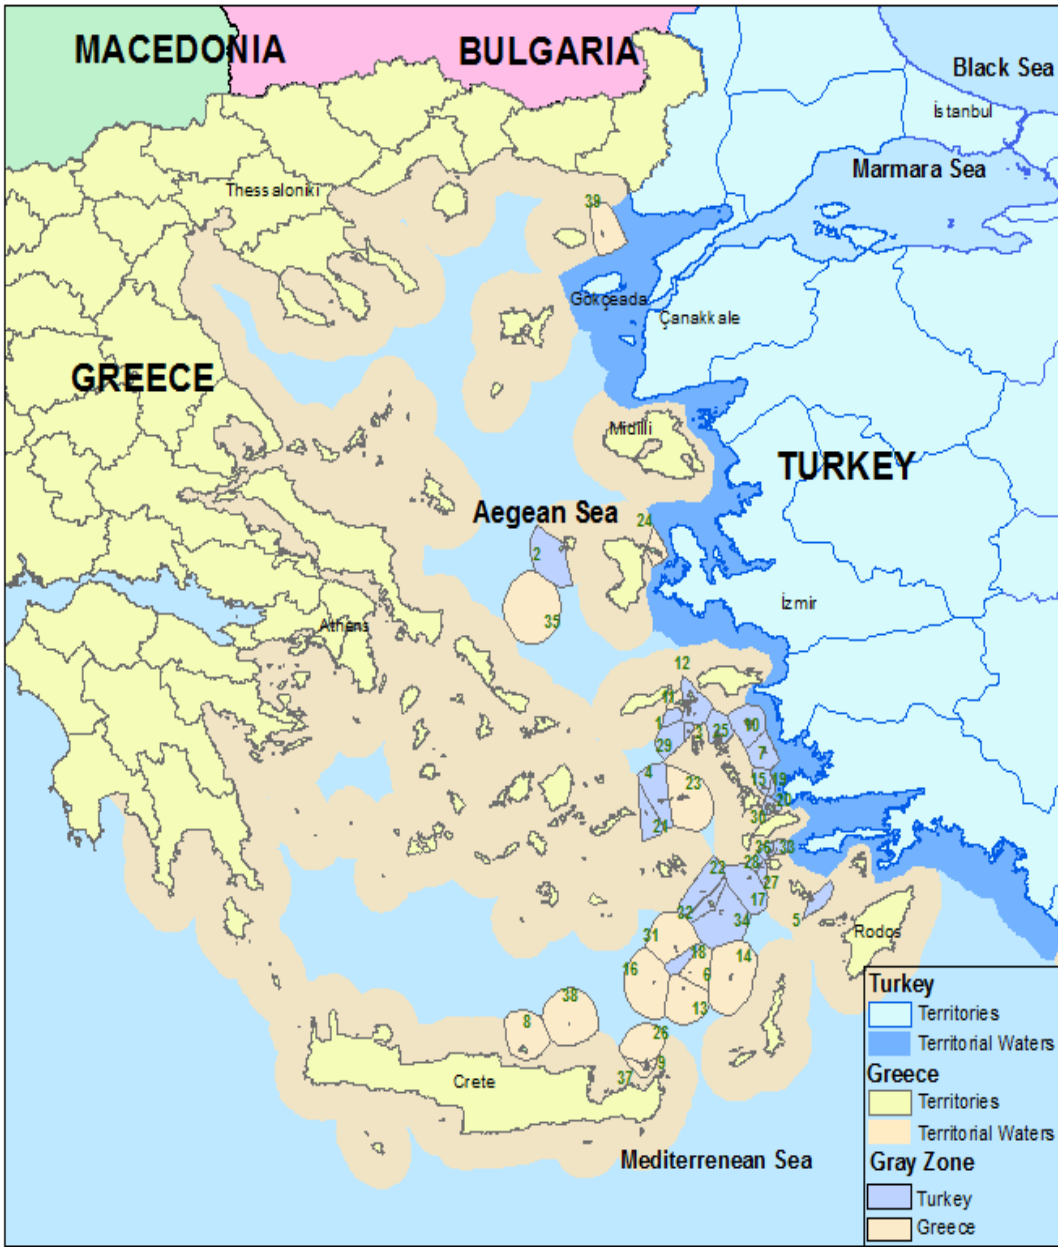 MACEDONIA
BULGARIA
Black Sea
İstanbul
Marmara Sea
Thessaloniki
39
Gökçeada
Çanakkale
GREECE
Midilli
TURKEY
Aegean Sea
24
2
İzmir
35
Athens
12
11
1
3
25
10
29
7
4
23
15
19
20
21
30
36
33
22
28
27
17
32
34
5
31
Rodos
18
14
16
6
38
13
8
26
9
37
Crete
Mediterrenean Sea
Turkey
Territories
Territorial Waters
Greece
Territories
Territorial Waters
Gray Zone
Turkey
Greece